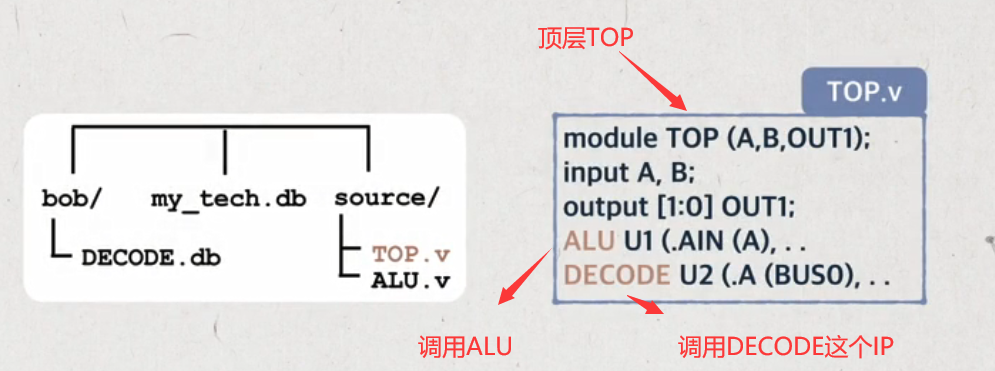 顶层TOP
TOP.v
bob/
my_tech.db
source/
DECODE.db
TOP.v
ALU.v
module TOP (A,B,OUT1);
input A, B;
output [1:0] OUT1;
ALU U1 (.AIN (A), . .
DECODE U2 (.A (BUS0), . .
调用ALU
调用DECODE这个IP